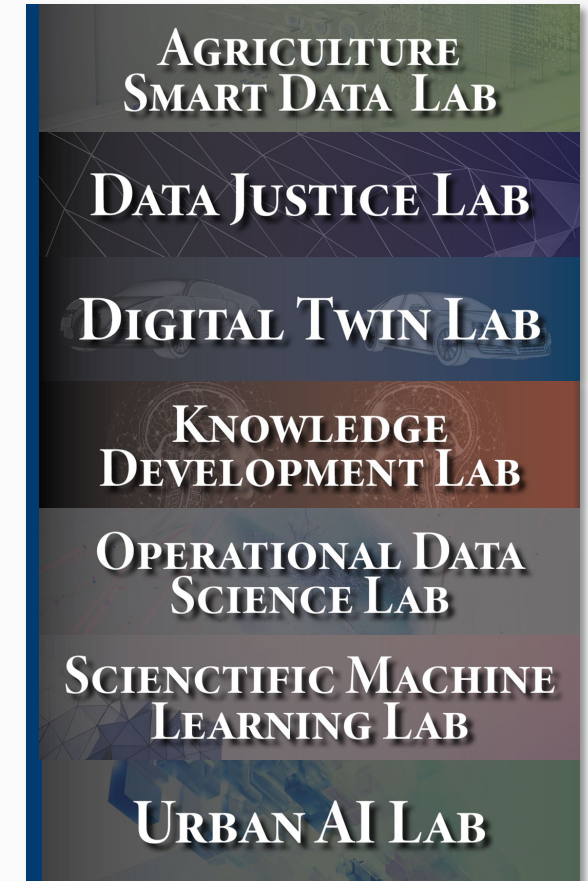 Agriculture
Smart Data Lab
Data Justice Lab
Digital Twin Lab
Knowledge
Development Lab
Operational Data
Science Lab
Scienctific Machine
Learning Lab
Urban AI Lab